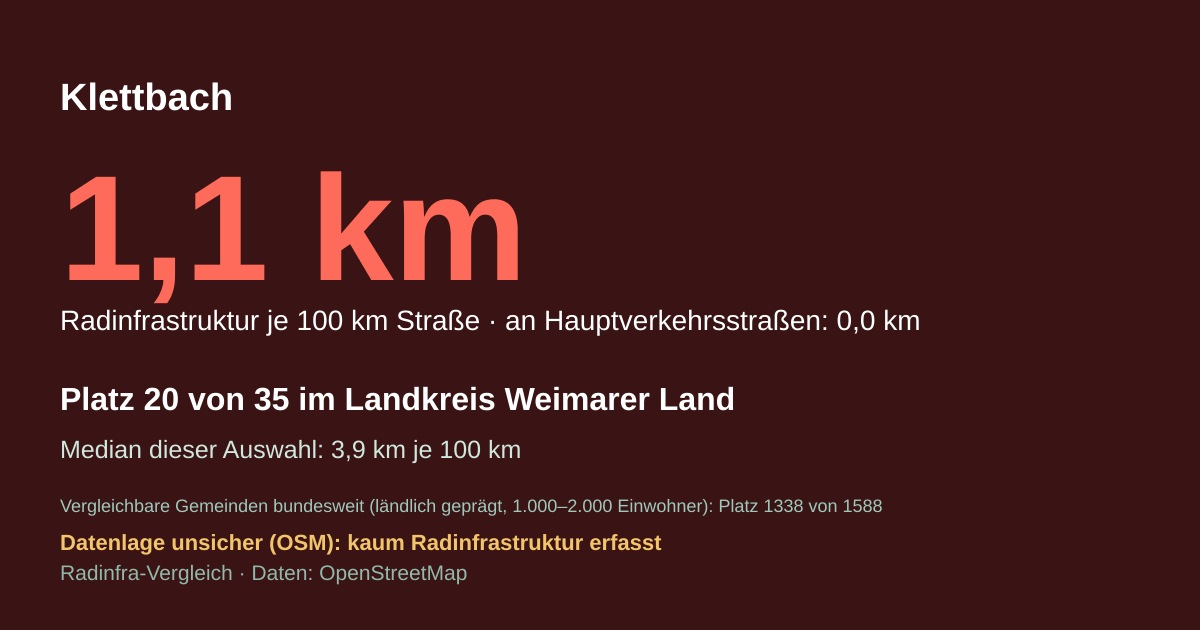 Klettbach
1,1 km
Radinfrastruktur je 100 km Straße · an Hauptverkehrsstraßen: 0,0 km
Platz 20 von 35 im Landkreis Weimarer Land
Median dieser Auswahl: 3,9 km je 100 km
Vergleichbare Gemeinden bundesweit (ländlich geprägt, 1.000–2.000 Einwohner): Platz 1338 von 1588
Datenlage unsicher (OSM): kaum Radinfrastruktur erfasst
Radinfra-Vergleich · Daten: OpenStreetMap